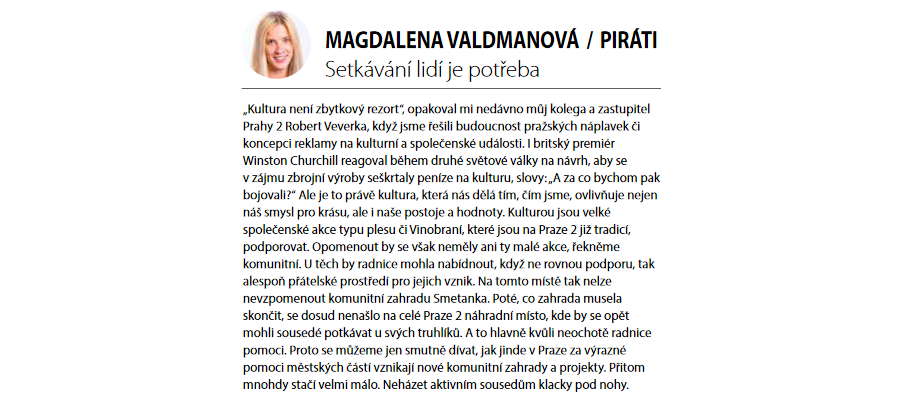 MAGDALENA VALDMANOVÁ / PIRÁTI
Setkávání lidí je potřeba
„Kultura není zbytkový rezort“, opakoval mi nedávno můj kolega a zastupitel
Prahy 2 Robert Veverka, když jsme řešili budoucnost pražských náplavek či
koncepci reklamy na kulturní a společenské události. I britský premiér
Winston Churchill reagoval během druhé světové války na návrh, aby se
v zájmu zbrojní výroby seškrtaly peníze na kulturu, slovy: „A za co bychom pak
bojovali?“ Ale je to právě kultura, která nás dělá tím, čím jsme, ovlivňuje nejen
náš smysl pro krásu, ale i naše postoje a hodnoty. Kulturou jsou velké
společenské akce typu plesu či Vinobraní, které jsou na Praze 2 již tradicí,
podporovat. Opomenout by se však neměly ani ty malé akce, řekněme
komunitní. U těch by radnice mohla nabídnout, když ne rovnou podporu, tak
alespoň přátelské prostředí pro jejich vznik. Na tomto místě tak nelze
nevzpomenout komunitní zahradu Smetanka. Poté, co zahrada musela
skončit, se dosud nenašlo na celé Praze 2 náhradní místo, kde by se opět
mohli sousedé potkávat u svých truhlíků. A to hlavně kvůli neochotě radnice
pomoci. Proto se můžeme jen smutně dívat, jak jinde v Praze za výrazné
pomoci městských částí vznikají nové komunitní zahrady a projekty. Přitom
mnohdy stačí velmi málo. Neházet aktivním sousedům klacky pod nohy.